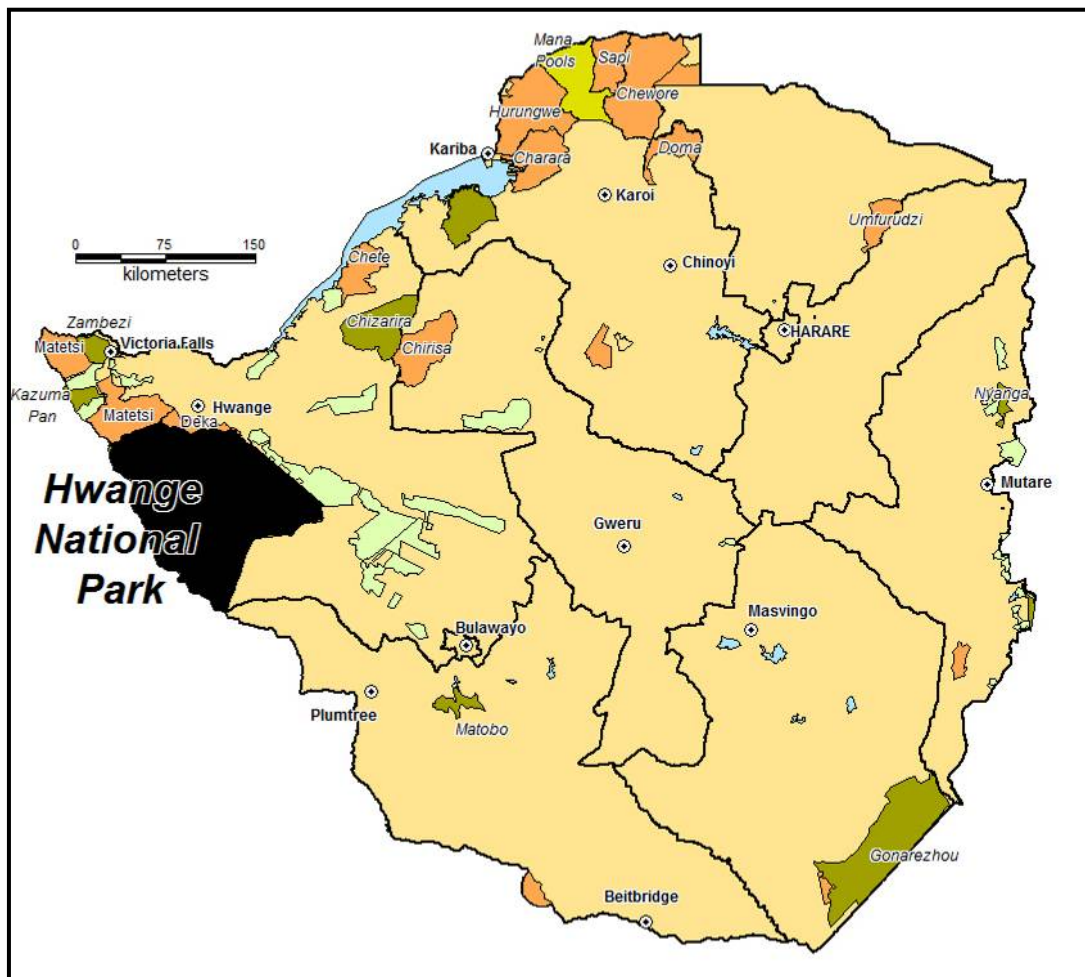 Mana
Pools
Sapi
Chewore
Hurungwe
Kariba
Charara
Doma
Karoi
Umfurudzi
0 75 150
kilometers
Chete
Chinoyi
Chizarira
Chirisa
HARARE
Zambezi
Matetsi
Victoria Falls
Kazuma
Pan
Matetsi
Deka
Hwange
Nyanga
Mutare
Hwange
National
Park
Gweru
Masvingo
Bulawayo
Plumtree
Matobo
Gonarezhou
Beitbridge